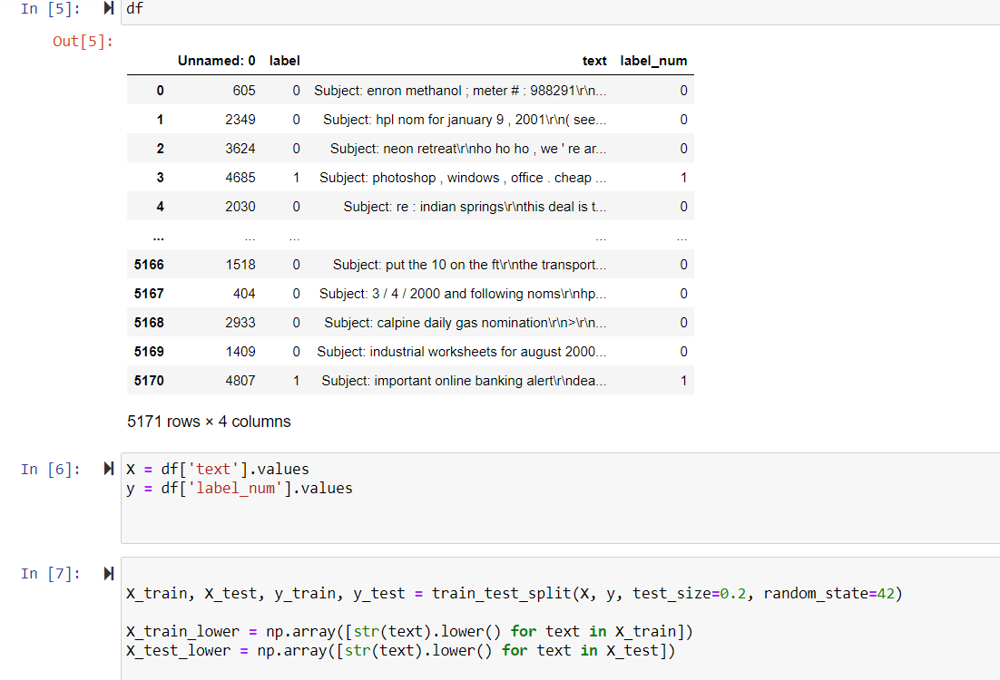 In [5]: df
Out[5]:
Unnamed: 0 label text label_num
0 605 0 Subject: enron methanol ; meter # : 988291\r\n... 0
1 2349 0 Subject: hpl nom for january 9 , 2001\r\n( see... 0
2 3624 0 Subject: neon retreat\r\nho ho ho , we ' re ar... 0
3 4685 1 Subject: photoshop , windows , office . cheap ... 1
4 2030 0 Subject: re : indian springs\r\nthis deal is t... 0
... ... ... ... ...
5166 1518 0 Subject: put the 10 on the ft\r\nthe transport... 0
5167 404 0 Subject: 3 / 4 / 2000 and following noms\r\nhp... 0
5168 2933 0 Subject: calpine daily gas nomination\r\n>\r\n... 0
5169 1409 0 Subject: industrial worksheets for august 2000... 0
5170 4807 1 Subject: important online banking alert\r\ndea... 1
5171 rows × 4 columns
In [6]: X = df['text'].values
y = df['label_num'].values
In [7]:
X_train, X_test, y_train, y_test = train_test_split(X, y, test_size=0.2, random_state=42)
X_train_lower = np.array([str(text).lower() for text in X_train])
X_test_lower = np.array([str(text).lower() for text in X_test])